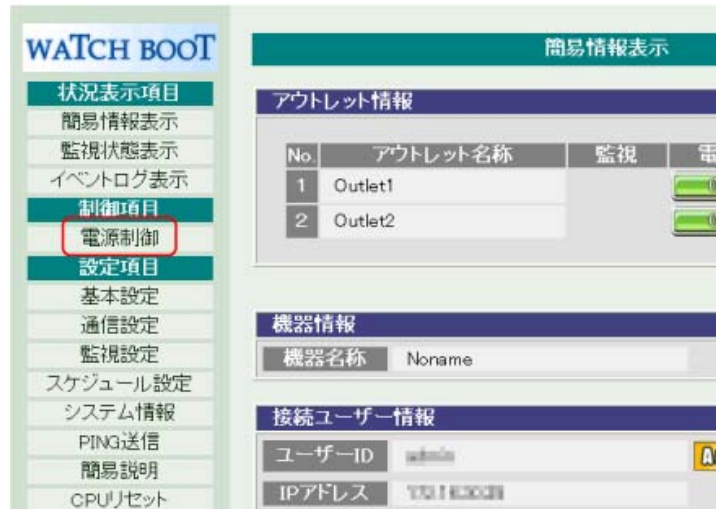 WATCH BOOT
状況表示項目
簡易情報表示
監視状態表示
イベントログ表示
制御項目
電源制御
設定項目
基本設定
通信設定
監視設定
スケジュール設定
システム情報
PING送信
簡易説明
CPUリセット
簡易情報表示
アウトレット情報
No. アウトレット名称 監視
1 Outlet1
2 Outlet2
機器情報
機器名称 Noname
接続ユーザー情報
ユーザーID
IPアドレス